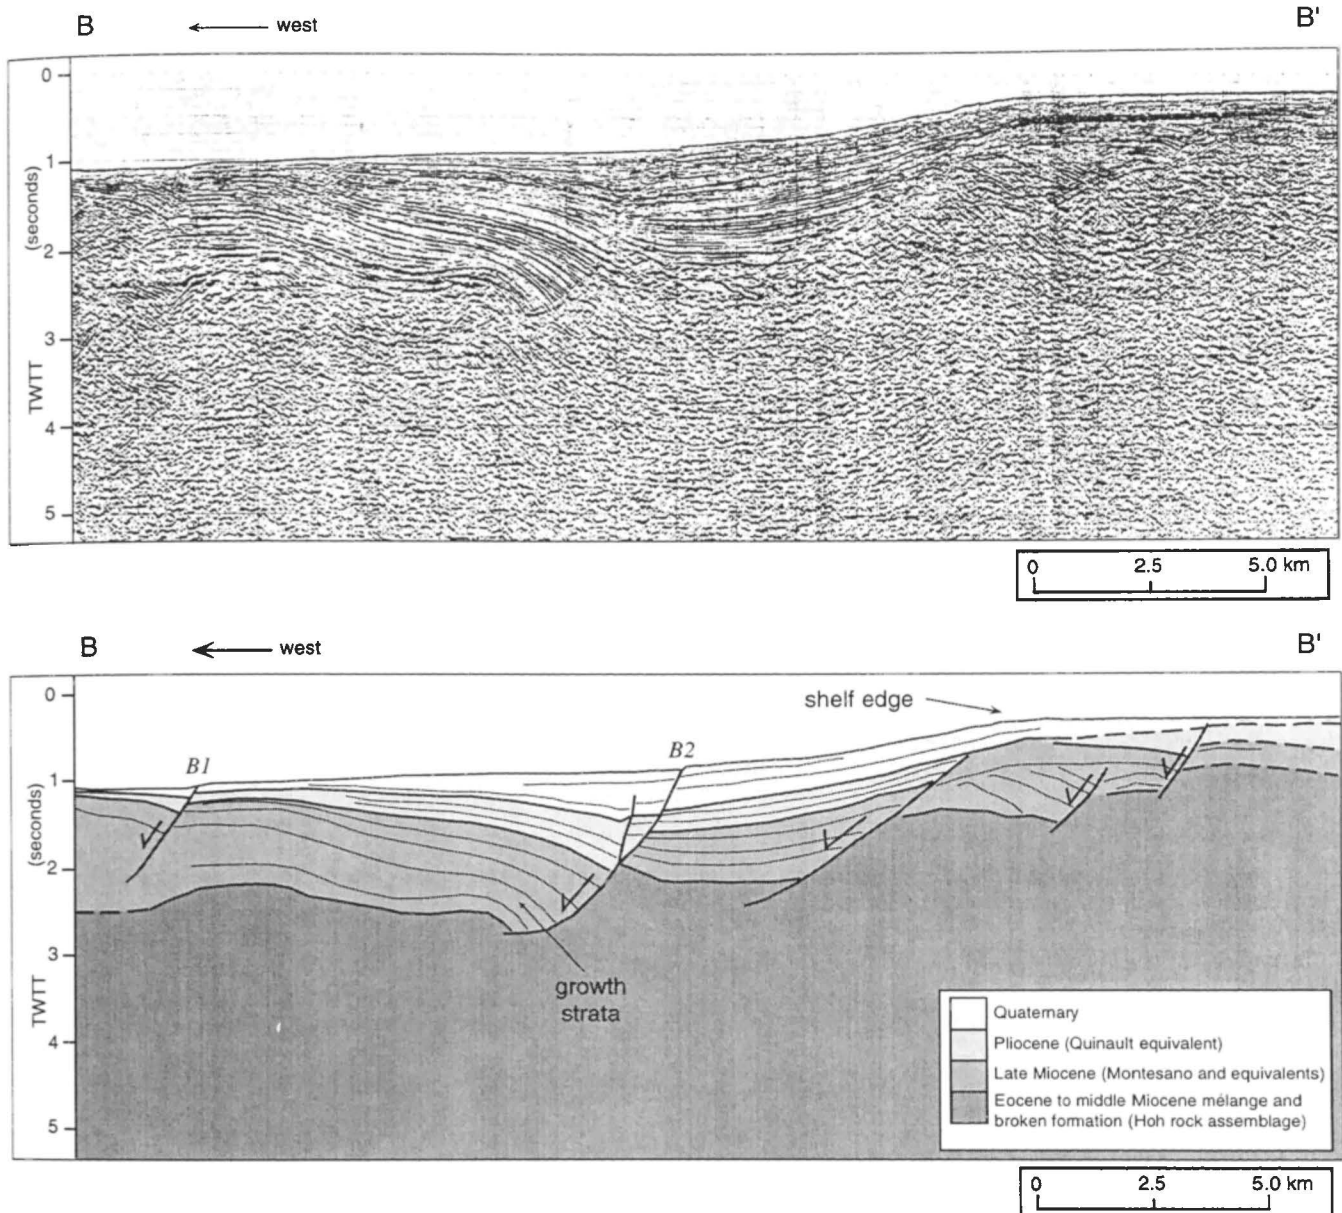 B
west
B'
0
1
(seconds)
2
3
TWTT
4
5
0 2.5 5.0 km
B
west
B'
0
shelf edge
B1
B2
1
(seconds)
2
3
TWTT
growth
strata
4
5
Quaternary
Pliocene (Quinault equivalent)
Late Miocene (Montesano and equivalents)
Eocene to middle Miocene mélange and
broken formation (Hoh rock assemblage)
0 2.5 5.0 km